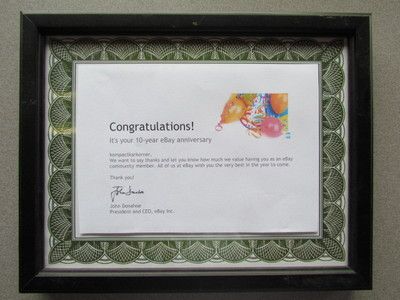 Congratulations!
it's your 10-year eBay anniversary
kompactkarkorner,
We want to say thanks and let you know how much we value having you as an eBay
community member. All of us at eBay wish you the very best in the year to come.
Thank you!
John Donahoe
President and CEO, eBay Inc.